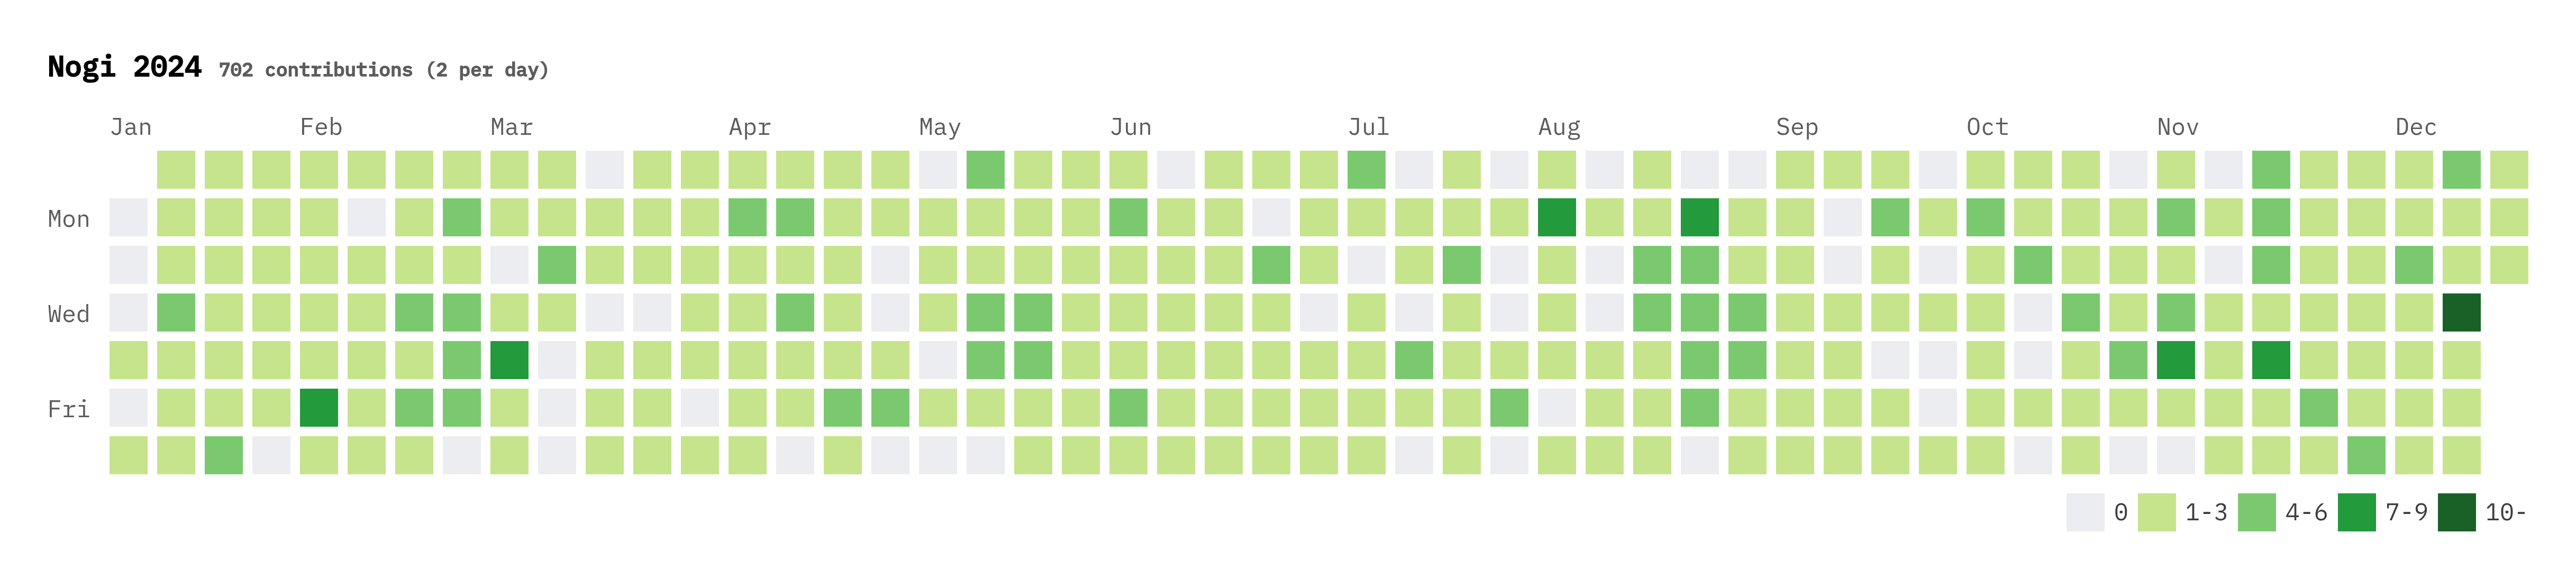 Nogi 2024 702 contributions (2 per day)
Jan Feb Mar Apr May Jun Jul Aug Sep Oct Nov Dec
Mon
Wed
Fri
0 1-3 4-6 7-9 10-